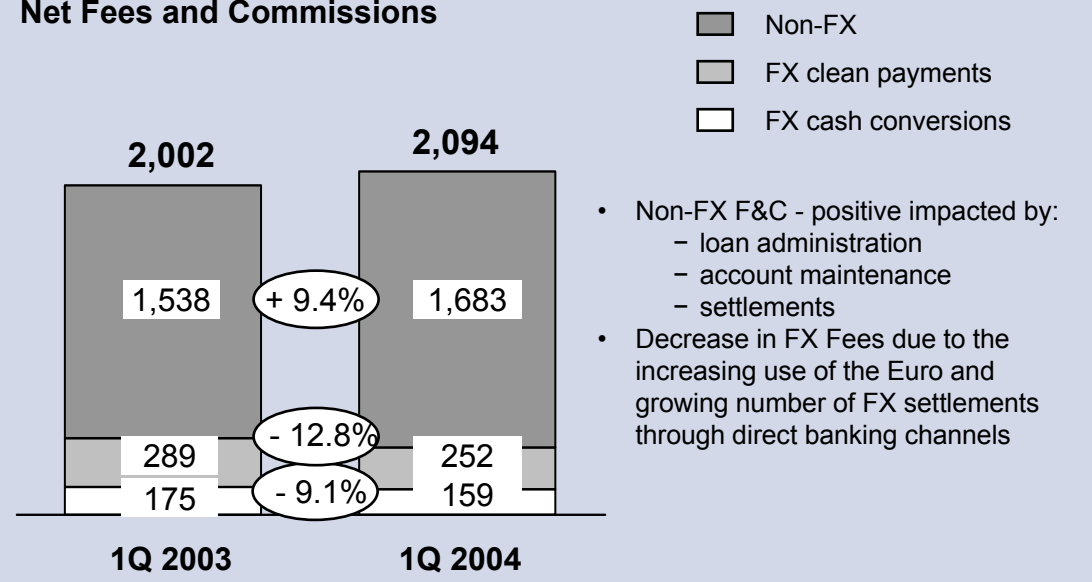 Net Fees and Commissions
Non-FX
FX clean payments
FX cash conversions
2,002
2,094
1,538
+ 9.4%
1,683
- 12.8%
289
252
- 9.1%
175
159
1Q 2003
1Q 2004
• Non-FX F&C - positive impacted by:
− loan administration
− account maintenance
− settlements
• Decrease in FX Fees due to the
increasing use of the Euro and
growing number of FX settlements
through direct banking channels